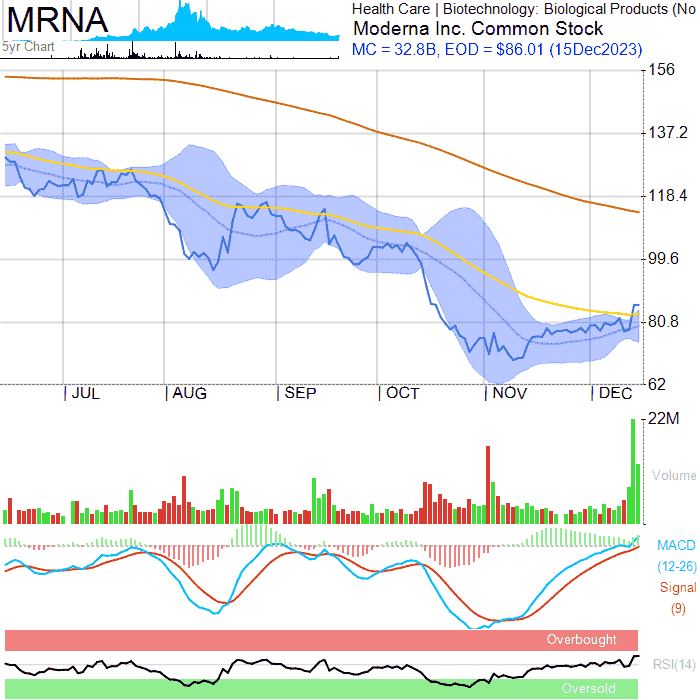 MRNA
Health Care | Biotechnology: Biological Products (No
Moderna Inc. Common Stock
5yr Chart
MC = 32.8B, EOD = $86.01 (15Dec2023)
156
137.2
118.4
99.6
80.8
62
| JUL | AUG | SEP | OCT | NOV | DEC
22M
Volume
MACD
(12-26)
Signal
(9)
Overbought
RSI(14)
Oversold